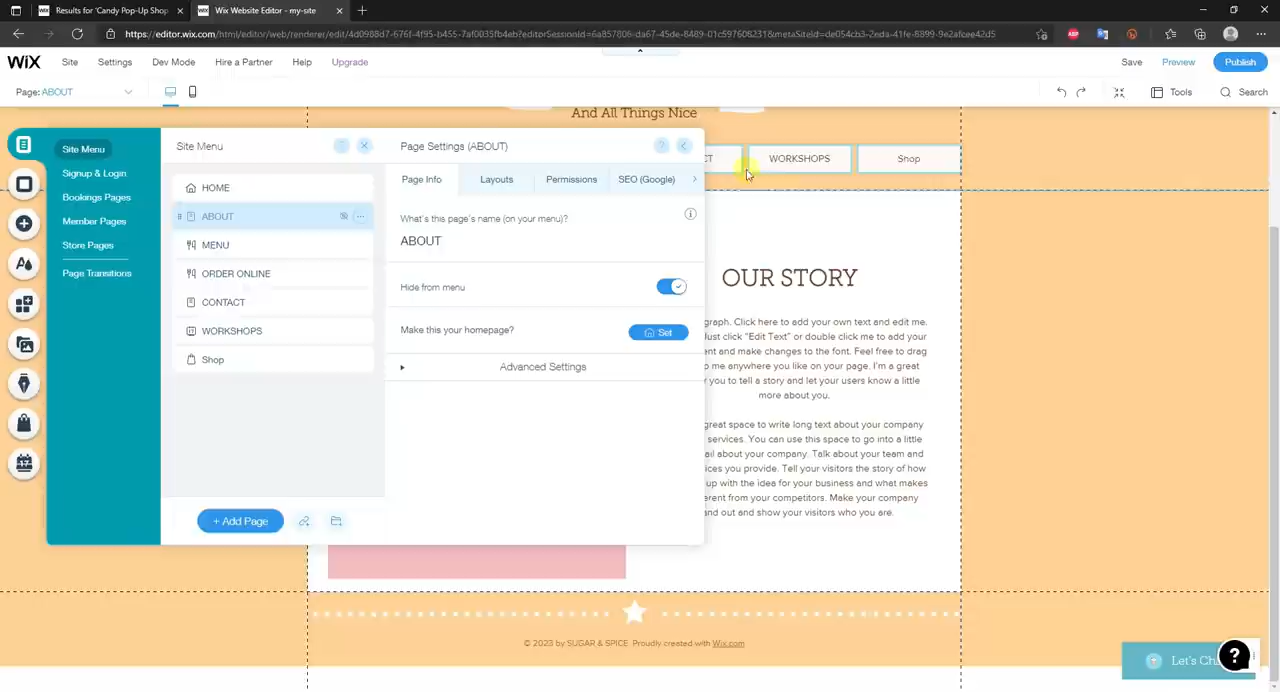 Results for 'Candy Pop-Up Shop
Wix Website Editor - my-site
https://editor.wix.com/html/editor/web/renderer/edit/4d0988d7-676f-4f95-b455-7af0035fb4eb?editorSessionId=6a857806-da47-45de-8489-01c597608231&metaSiteId=de054cb3-2eda-41fe-8899-9e2afcee42d5
WiX
Site
Settings
Dev Mode
Hire a Partner
Help
Upgrade
Save
Preview
Publish
Page: ABOUT
Tools
Search
And All Things Nice
WORKSHOPS
Shop
Site Menu
Signup & Login
Bookings Pages
Member Pages
Store Pages
Page Transitions
Site Menu
HOME
ABOUT
MENU
ORDER ONLINE
CONTACT
WORKSHOPS
Shop
+ Add Page
Page Settings (ABOUT)
Page Info
Layouts
Permissions
SEO (Google)
What's this page's name (on your menu)?
ABOUT
Hide from menu
Make this your homepage?
Set
Advanced Settings
OUR STORY
graph. Click here to add your own text and edit me.
ust click "Edit Text" or double click me to add your
ent and make changes to the font. Feel free to drag
p me anywhere you like on your page. I'm a great
r you to tell a story and let your users know a little
more about you.
great space to write long text about your company
services. You can use this space to go into a little
ail about your company. Talk about your team and
ices you provide. Tell your visitors the story of how
up with the idea for your business and what makes
erent from your competitors. Make your company
nd out and show your visitors who you are.
© 2023 by SUGAR & SPICE. Proudly created with Wix.com
Let's Ch
?